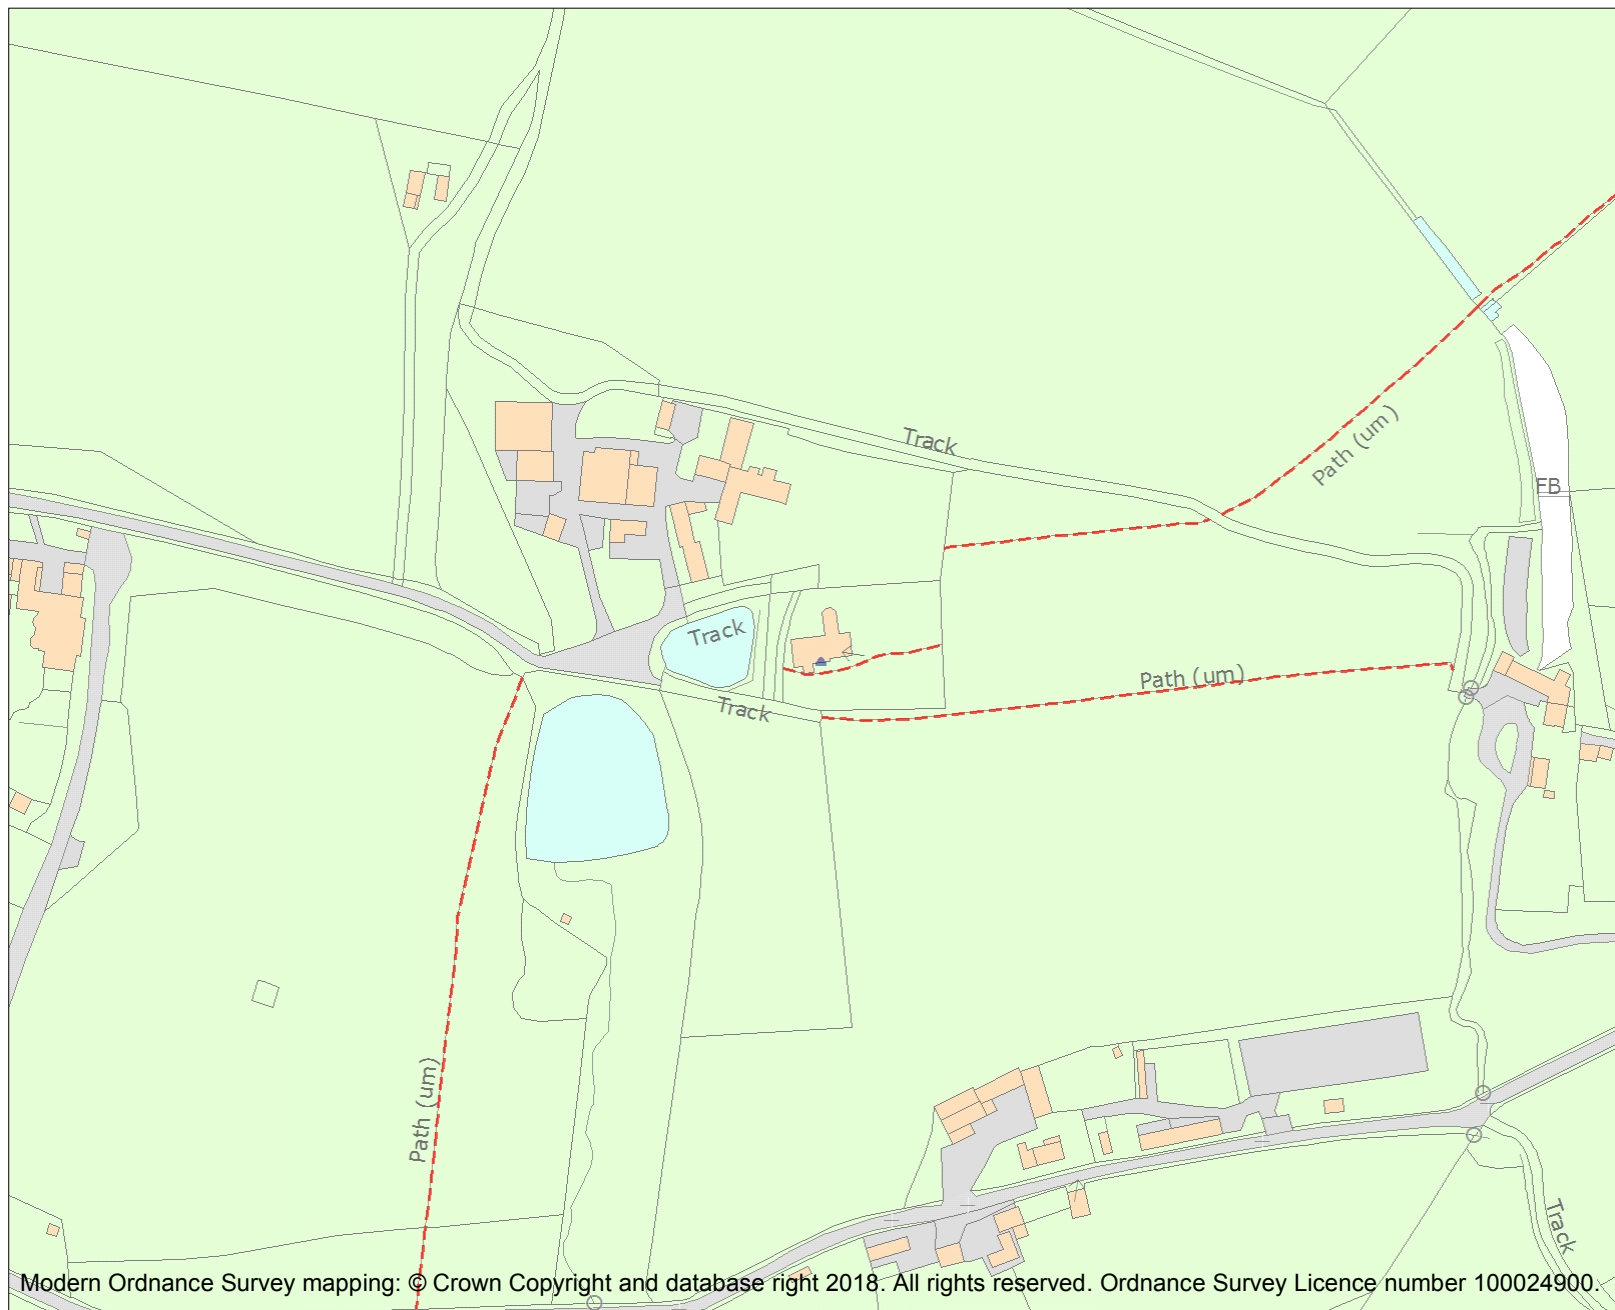 Track
Path (um)
FB
Track
Path (um)
Track
Path (um)
Track
Modern Ordnance Survey mapping: © Crown Copyright and database right 2018. All rights reserved. Ordnance Survey Licence number 100024900.